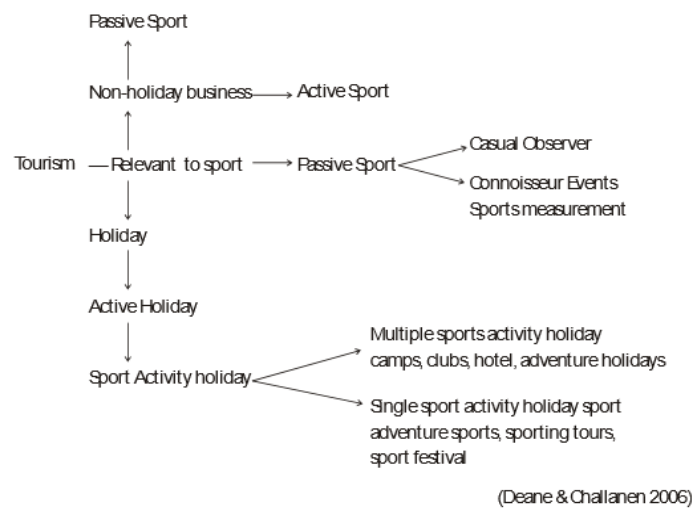 Passive Sport
Non-holiday business
Active Sport
Tourism
Relevant to sport
Passive Sport
Casual Observer
Connoisseur Events
Sports measurement
Holiday
Active Holiday
Sport Activity holiday
Multiple sports activity holiday
camps, clubs, hotel, adventure holidays
Single sport activity holiday sport
adventure sports, sporting tours,
sport festival
(Deane & Challanen 2006)